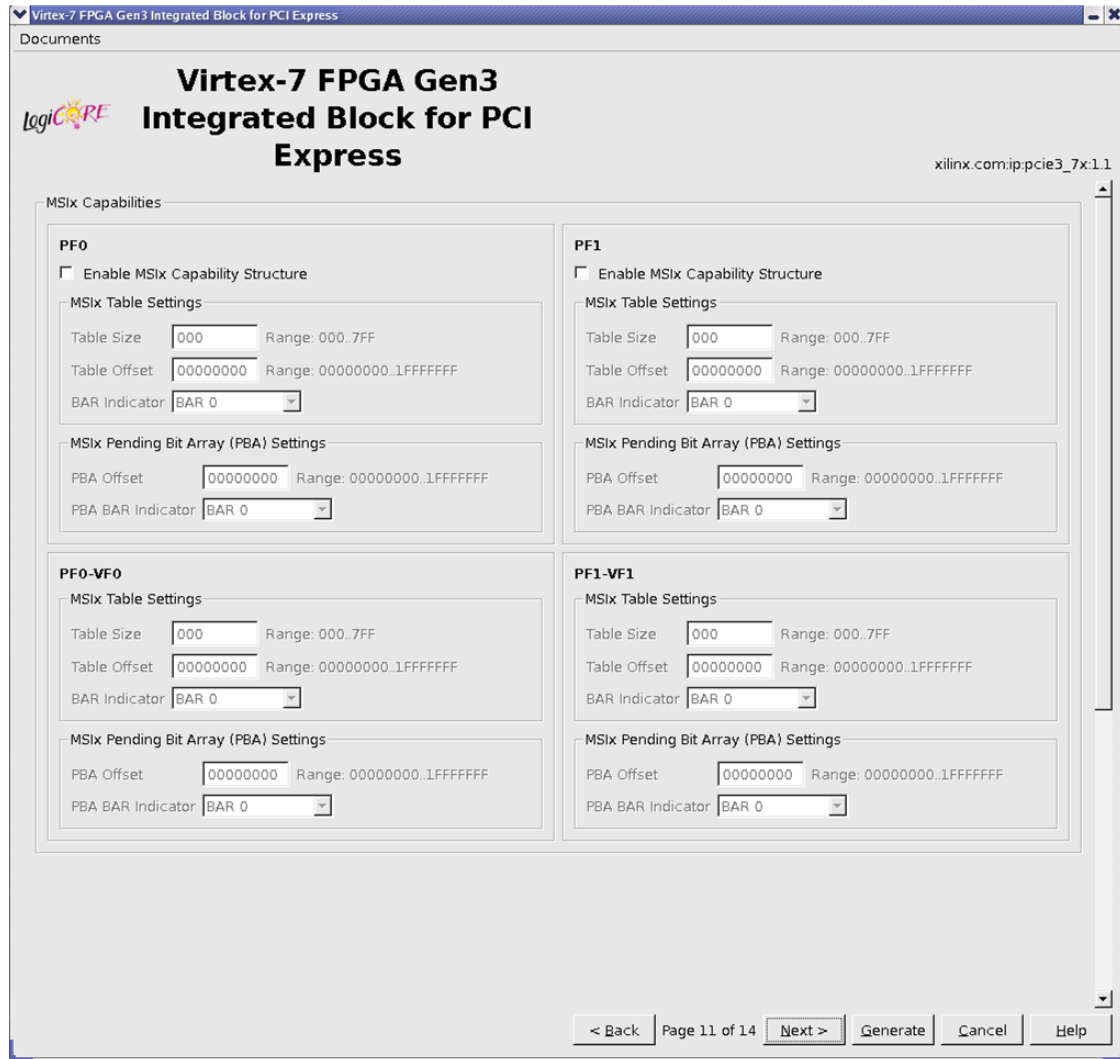 Virtex-7 FPGA Gen3 Integrated Block for PCI Express
Documents
LogiCORE
Virtex-7 FPGA Gen3
Integrated Block for PCI
Express
xilinx.com:ip:pcie3_7x:1.1
MSIx Capabilities
PF0
Enable MSIx Capability Structure
MSIx Table Settings
Table Size 000 Range: 000..7FF
Table Offset 00000000 Range: 00000000..1FFFFFFF
BAR Indicator BAR 0
MSIx Pending Bit Array (PBA) Settings
PBA Offset 00000000 Range: 00000000..1FFFFFFF
PBA BAR Indicator BAR 0
PF1
Enable MSIx Capability Structure
MSIx Table Settings
Table Size 000 Range: 000..7FF
Table Offset 00000000 Range: 00000000..1FFFFFFF
BAR Indicator BAR 0
MSIx Pending Bit Array (PBA) Settings
PBA Offset 00000000 Range: 00000000..1FFFFFFF
PBA BAR Indicator BAR 0
PF0-VF0
MSIx Table Settings
Table Size 000 Range: 000..7FF
Table Offset 00000000 Range: 00000000..1FFFFFFF
BAR Indicator BAR 0
MSIx Pending Bit Array (PBA) Settings
PBA Offset 00000000 Range: 00000000..1FFFFFFF
PBA BAR Indicator BAR 0
PF1-VF1
MSIx Table Settings
Table Size 000 Range: 000..7FF
Table Offset 00000000 Range: 00000000..1FFFFFFF
BAR Indicator BAR 0
MSIx Pending Bit Array (PBA) Settings
PBA Offset 00000000 Range: 00000000..1FFFFFFF
PBA BAR Indicator BAR 0
< Back Page 11 of 14 Next > Generate Cancel Help